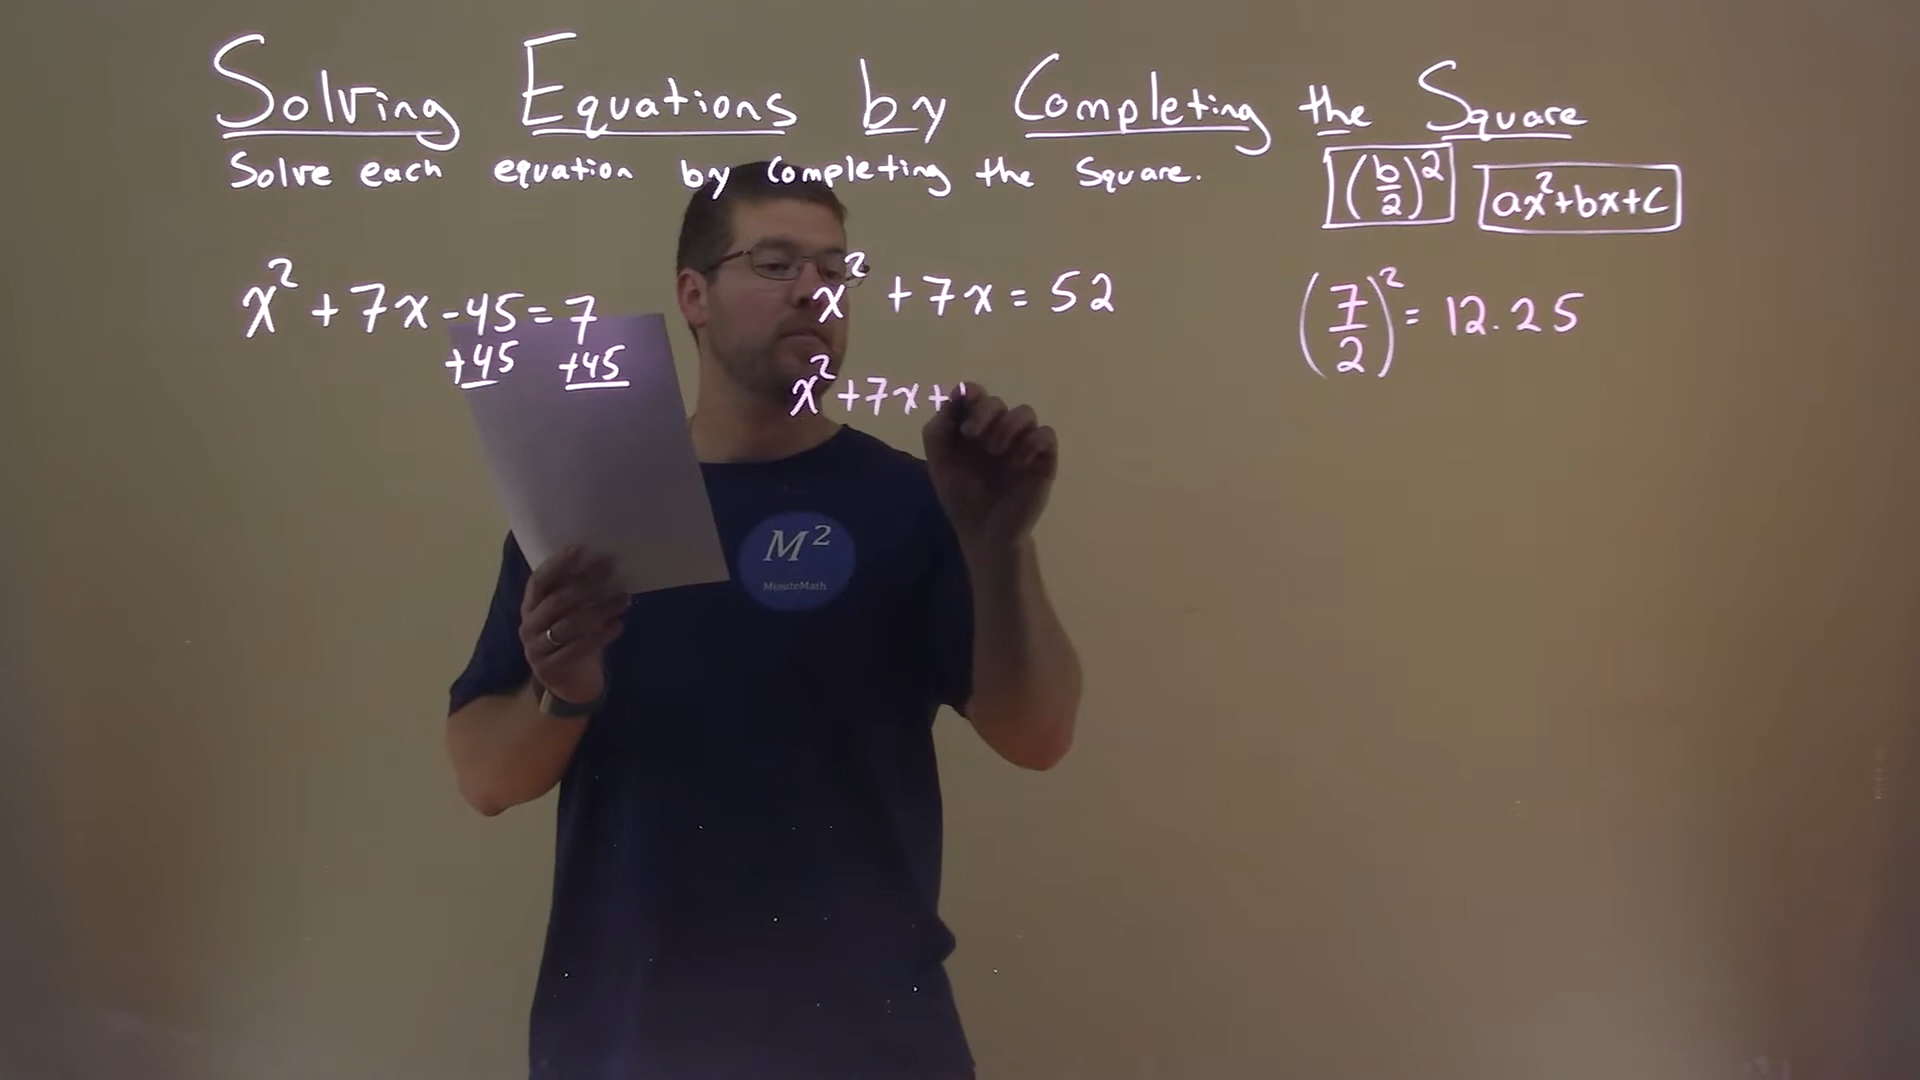 Solving Equations by Completing the Square
Solve each equation by Completing the Square.
(b/2)² ax²+bx+c
x² + 7x - 45 = 7
+45 +45
x² + 7x = 52
x² + 7x +
(7/2)² = 12.25
M²
MinuteMath